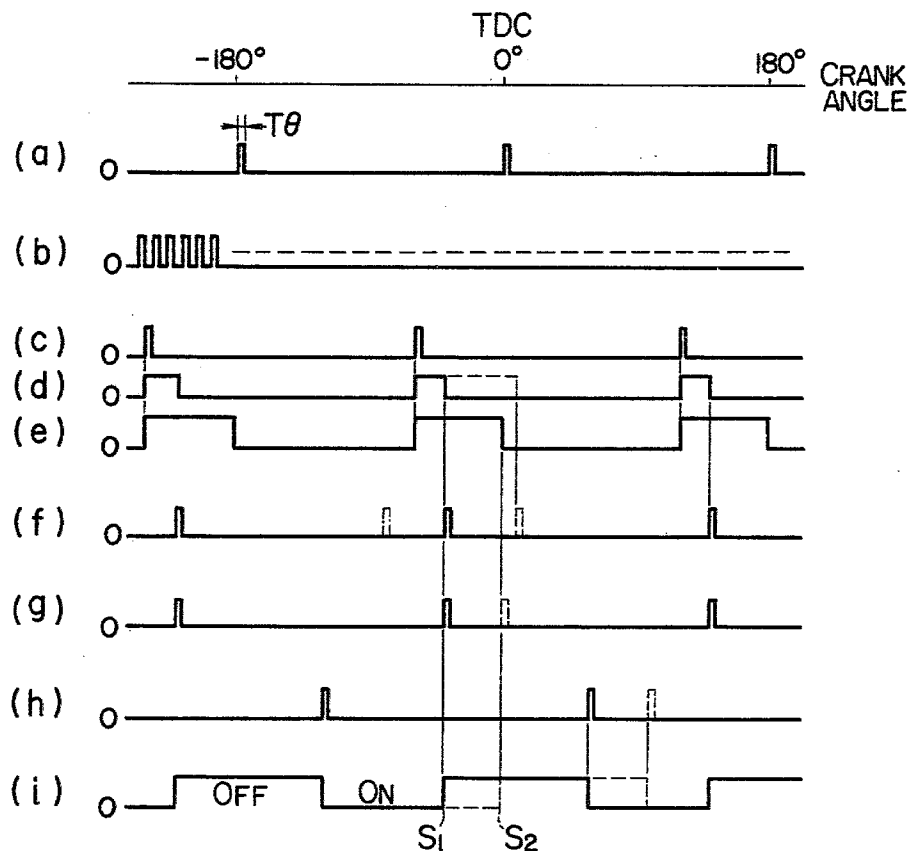 TDC
-180° 0° 180° CRANK ANGLE
Tθ
(a) 0
(b) 0
(c) 0
(d) 0
(e) 0
(f) 0
(g) 0
(h) 0
(i) 0 OFF ON
S1 S2